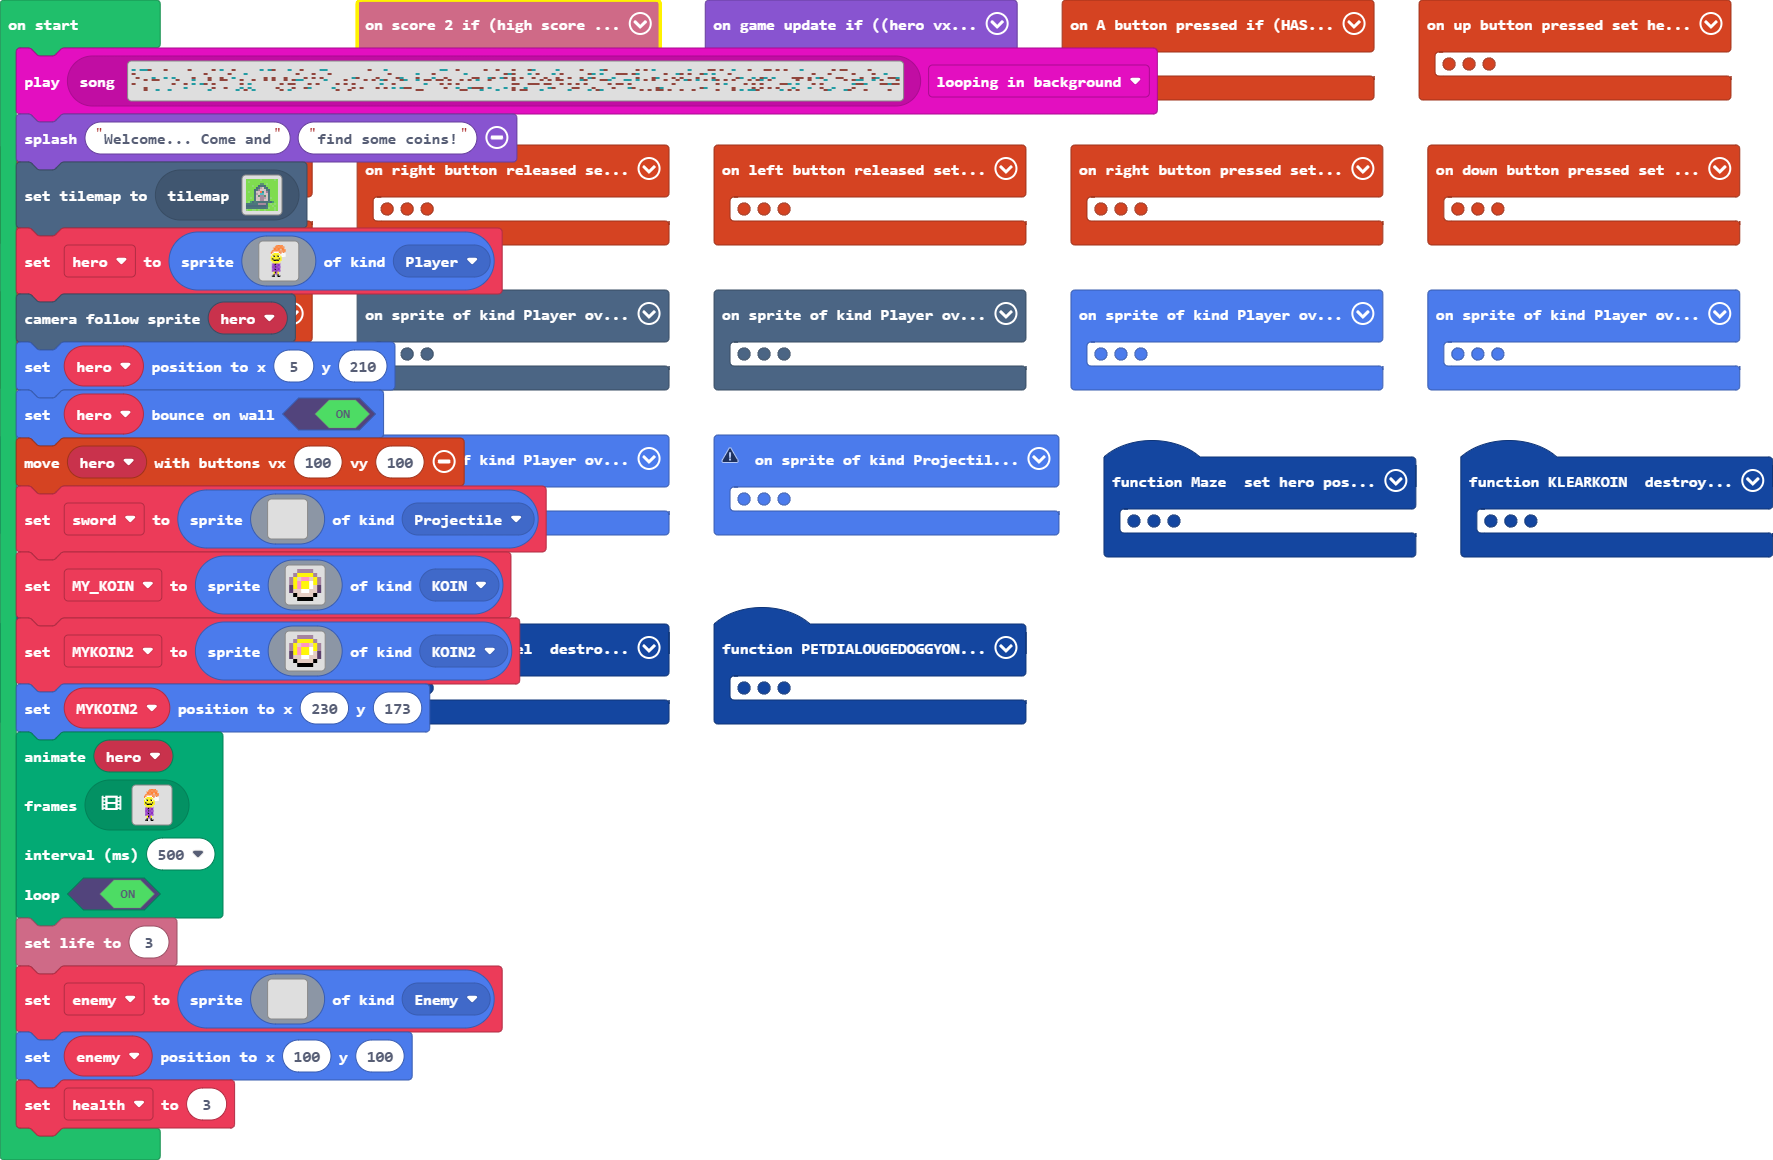 on start
on score 2 if (high score ...
on game update if ((hero vx...
on A button pressed if (HAS...
on up button pressed set he...
play song looping in background
splash "Welcome... Come and" "find some coins!"
set tilemap to tilemap
on right button released se...
on left button released set...
on right button pressed set...
on down button pressed set ...
set hero to sprite of kind Player
camera follow sprite hero
on sprite of kind Player ov...
on sprite of kind Player ov...
on sprite of kind Player ov...
on sprite of kind Player ov...
set hero position to x 5 y 210
set hero bounce on wall ON
move hero with buttons vx 100 vy 100
f kind Player ov...
on sprite of kind Projectil...
function Maze set hero pos...
function KLEARKOIN destroy...
set sword to sprite of kind Projectile
set MY_KOIN to sprite of kind KOIN
set MYKOIN2 to sprite of kind KOIN2
el destro...
function PETDIALOUGEDOGGYON...
set MYKOIN2 position to x 230 y 173
animate hero
frames
interval (ms) 500
loop ON
set life to 3
set enemy to sprite of kind Enemy
set enemy position to x 100 y 100
set health to 3